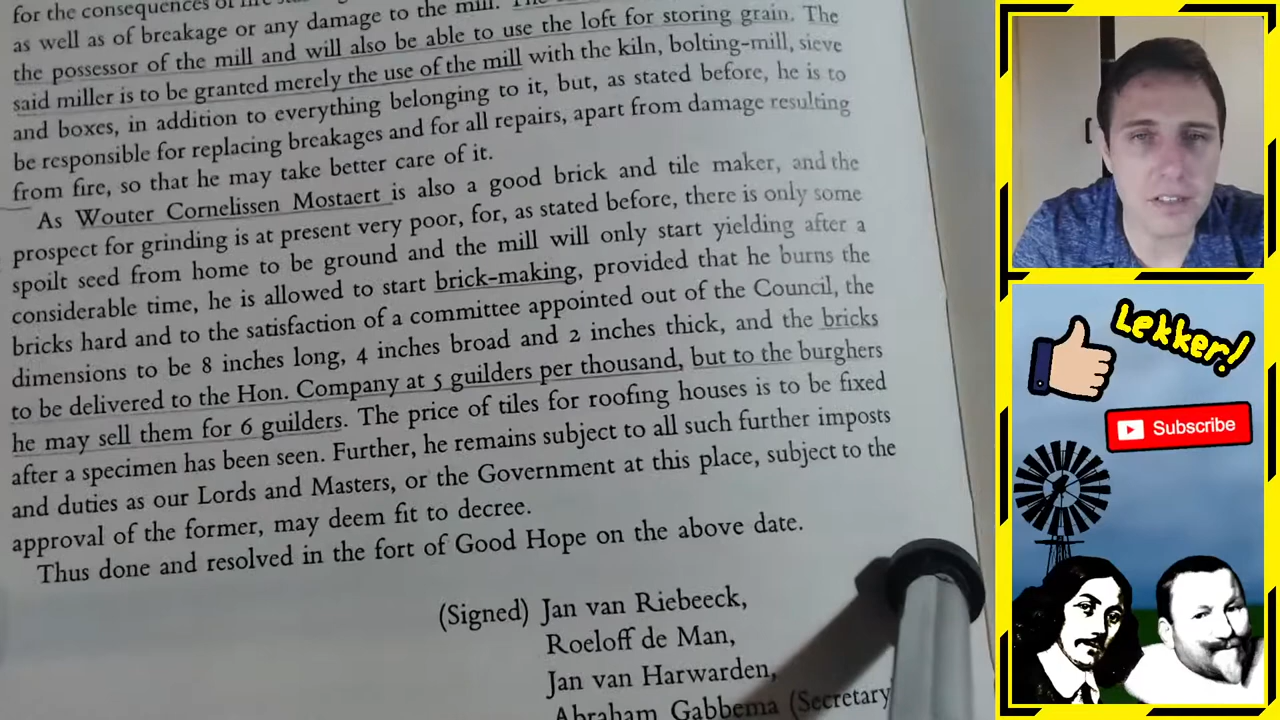 for the consequences of
as well as of breakage or any damage to the mill. The
the possessor of the mill and will also be able to use the loft for storing grain. The
said miller is to be granted merely the use of the mill with the kiln, bolting-mill, sieve
and boxes, in addition to everything belonging to it, but, as stated before, he is to
be responsible for replacing breakages and for all repairs, apart from damage resulting
from fire, so that he may take better care of it.
As Wouter Cornelissen Mostaert is also a good brick and tile maker, and the
prospect for grinding is at present very poor, for, as stated before, there is only some
spoilt seed from home to be ground and the mill will only start yielding after a
considerable time, he is allowed to start brick-making, provided that he burns the
bricks hard and to the satisfaction of a committee appointed out of the Council, the
dimensions to be 8 inches long, 4 inches broad and 2 inches thick, and the bricks
to be delivered to the Hon. Company at 5 guilders per thousand, but to the burghers
he may sell them for 6 guilders. The price of tiles for roofing houses is to be fixed
after a specimen has been seen. Further, he remains subject to all such further imposts
and duties as our Lords and Masters, or the Government at this place, subject to the
approval of the former, may deem fit to decree.
Thus done and resolved in the fort of Good Hope on the above date.
(Signed) Jan van Riebeeck,
Roeloff de Man,
Jan van Harwarden,
Abraham Gabbema (Secretary
Lekker!
Subscribe